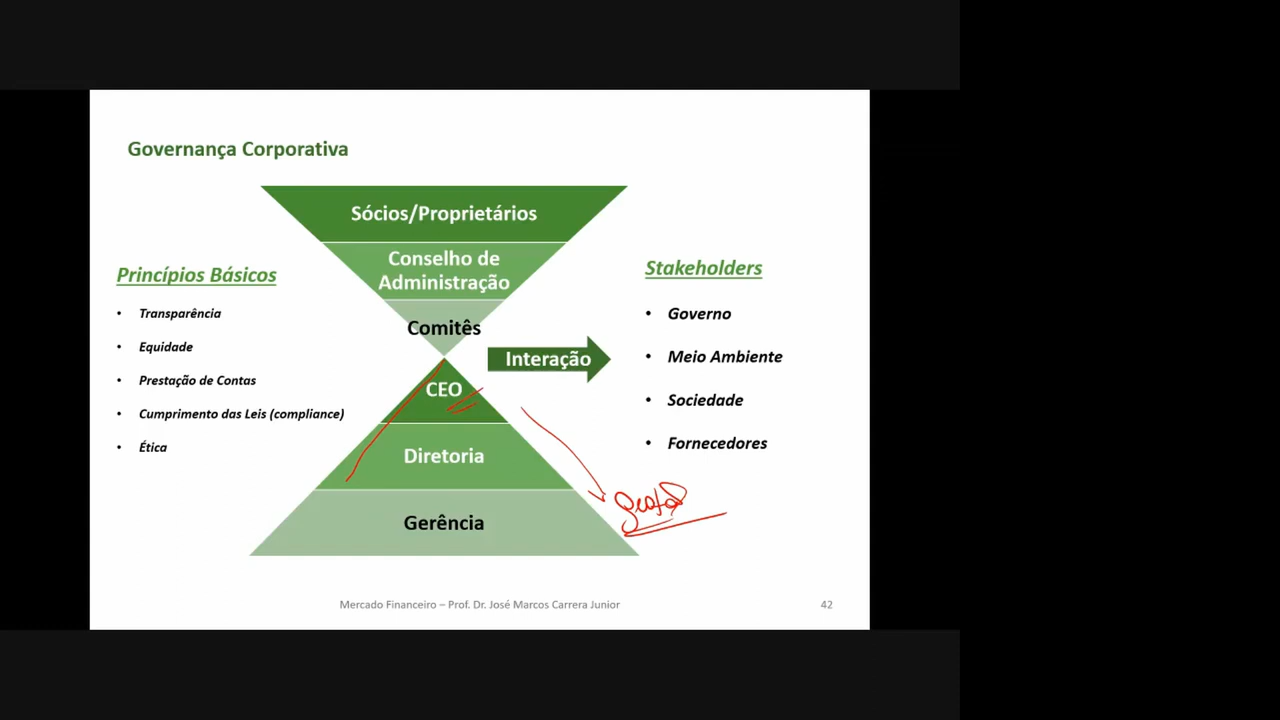 Governança Corporativa
Sócios/Proprietários
Conselho de
Administração
Comitês
Princípios Básicos
• Transparência
• Equidade
• Prestação de Contas
• Cumprimento das Leis (compliance)
• Ética
Interação
CEO
Diretoria
Gerência
Stakeholders
• Governo
• Meio Ambiente
• Sociedade
• Fornecedores
Mercado Financeiro – Prof. Dr. José Marcos Carrera Junior
42